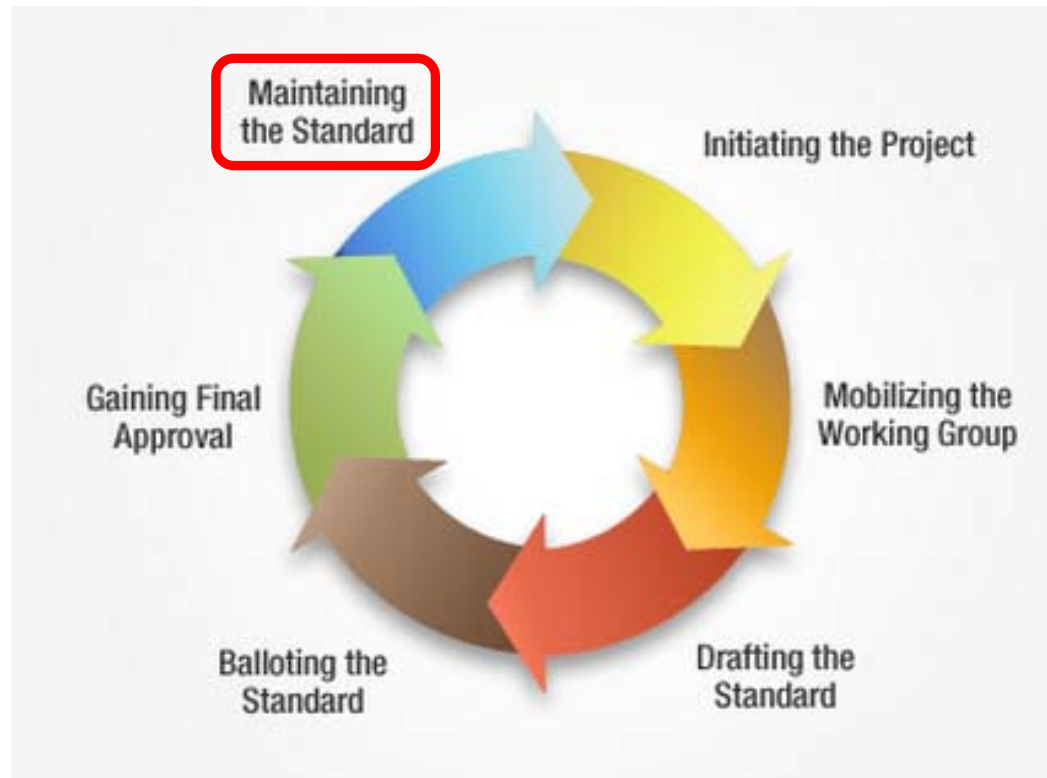 Maintaining
the Standard
Initiating the Project
Mobilizing the
Working Group
Drafting the
Standard
Balloting the
Standard
Gaining Final
Approval